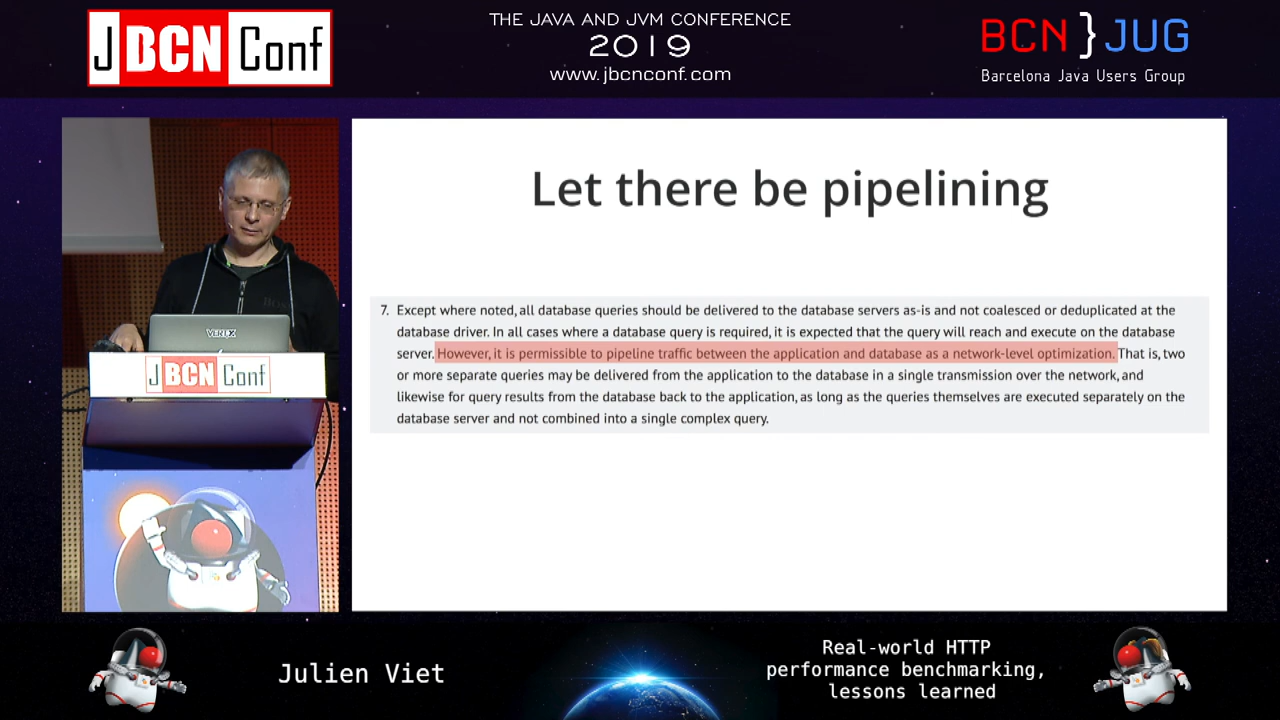 JBCNConf
THE JAVA AND JVM CONFERENCE
2019
www.jbcnconf.com
BCN}JUG
Barcelona Java Users Group
Let there be pipelining
7. Except where noted, all database queries should be delivered to the database servers as-is and not coalesced or deduplicated at the
database driver. In all cases where a database query is required, it is expected that the query will reach and execute on the database
server. However, it is permissible to pipeline traffic between the application and database as a network-level optimization. That is, two
or more separate queries may be delivered from the application to the database in a single transmission over the network, and
likewise for query results from the database back to the application, as long as the queries themselves are executed separately on the
database server and not combined into a single complex query.
VERT.X
JBCNConf
Julien Viet
Real-world HTTP
performance benchmarking,
lessons learned